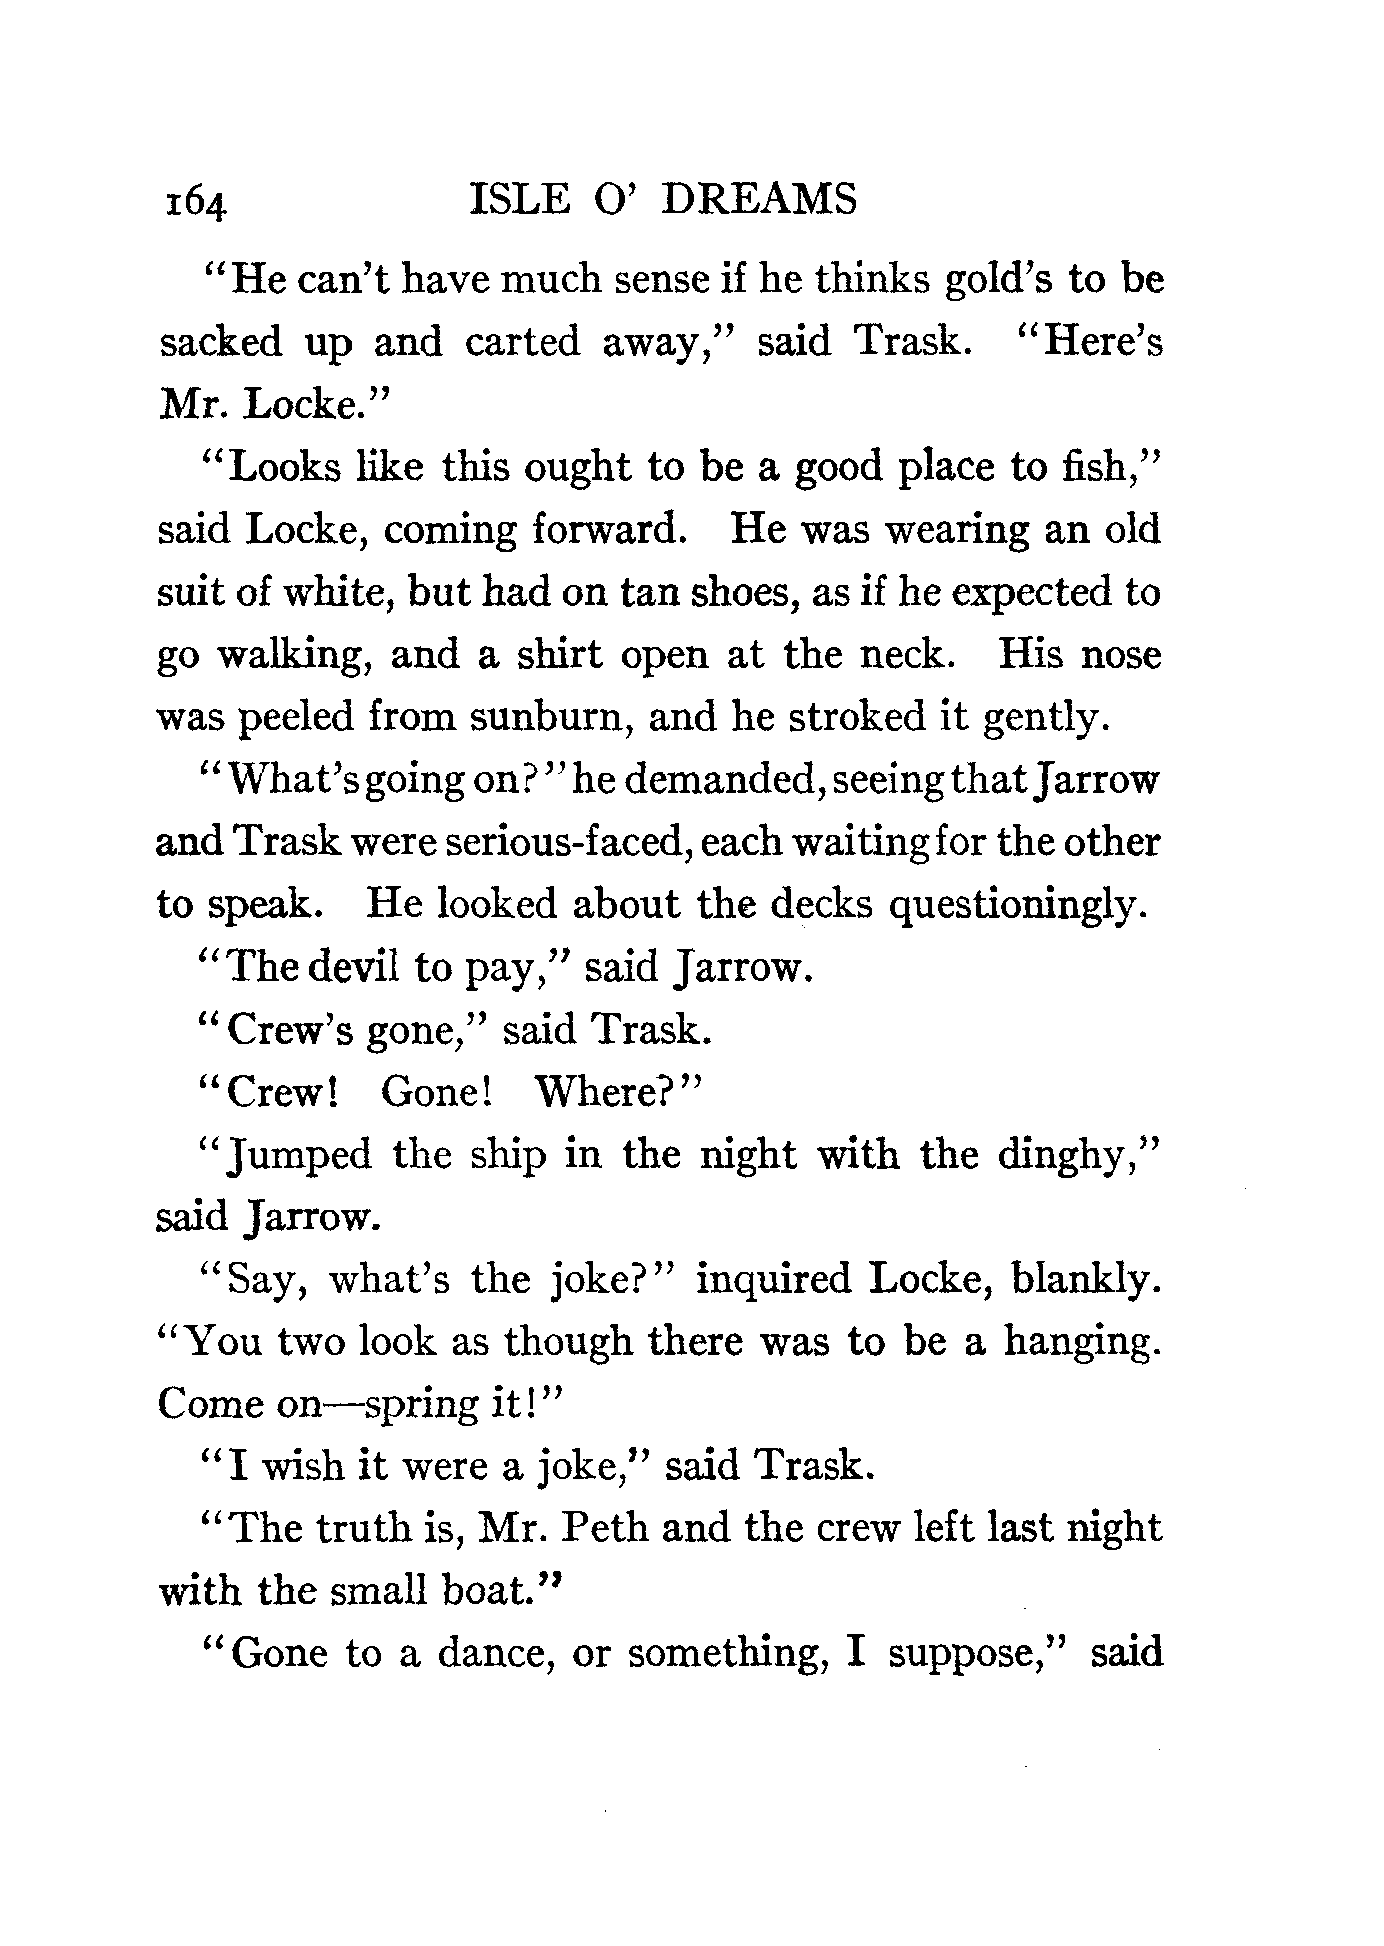 164 ISLE O' DREAMS
"He can't have much sense if he thinks gold's to be
sacked up and carted away," said Trask. "Here's
Mr. Locke."
"Looks like this ought to be a good place to fish,"
said Locke, coming forward. He was wearing an old
suit of white, but had on tan shoes, as if he expected to
go walking, and a shirt open at the neck. His nose
was peeled from sunburn, and he stroked it gently.
"What's going on?" he demanded, seeing that Jarrow
and Trask were serious-faced, each waiting for the other
to speak. He looked about the decks questioningly.
"The devil to pay," said Jarrow.
"Crew's gone," said Trask.
"Crew! Gone! Where?"
"Jumped the ship in the night with the dinghy,"
said Jarrow.
"Say, what's the joke?" inquired Locke, blankly.
"You two look as though there was to be a hanging.
Come on—spring it!"
"I wish it were a joke," said Trask.
"The truth is, Mr. Peth and the crew left last night
with the small boat."
"Gone to a dance, or something, I suppose," said